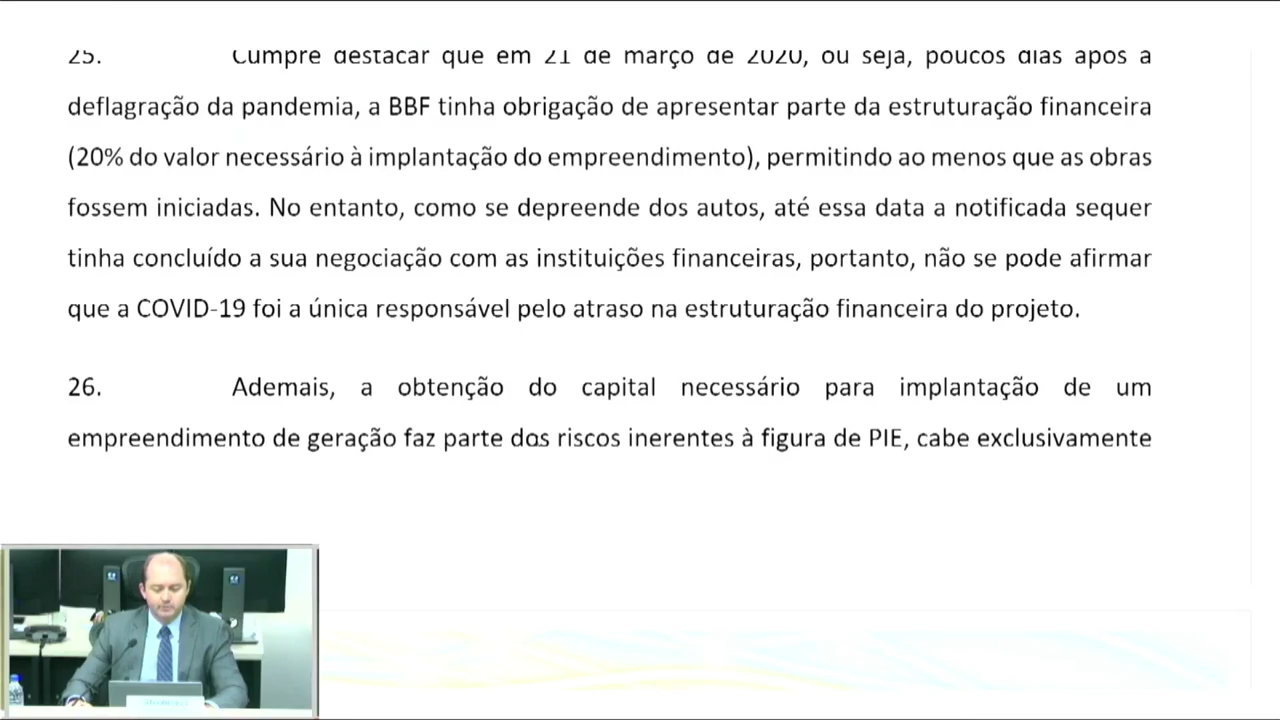 25. Cumpre destacar que em 21 de março de 2020, ou seja, poucos dias após a
deflagração da pandemia, a BBF tinha obrigação de apresentar parte da estruturação financeira
(20% do valor necessário à implantação do empreendimento), permitindo ao menos que as obras
fossem iniciadas. No entanto, como se depreende dos autos, até essa data a notificada sequer
tinha concluído a sua negociação com as instituições financeiras, portanto, não se pode afirmar
que a COVID-19 foi a única responsável pelo atraso na estruturação financeira do projeto.
26. Ademais, a obtenção do capital necessário para implantação de um
empreendimento de geração faz parte dos riscos inerentes à figura de PIE, cabe exclusivamente